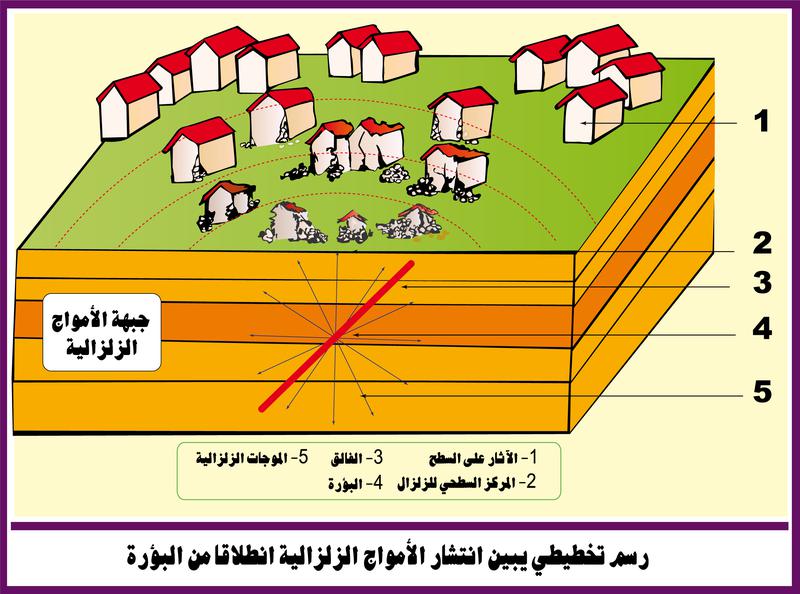 1
2
3
4
5
جبهة الأمواج
الزلزالية
1- الآثار على السطح 3- الفالق 5- الموجات الزلزالية
2- المركز السطحي للزلزال 4- البؤرة
رسم تخطيطي يبين انتشار الأمواج الزلزالية انطلاقا من البؤرة